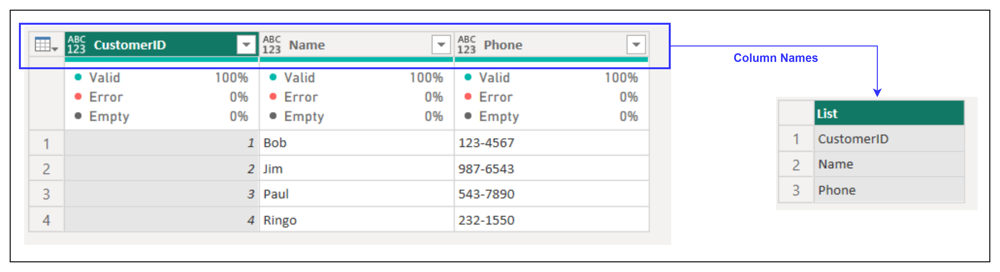 ABC 123 CustomerID ABC 123 Name ABC 123 Phone
Column Names
Valid 100% Valid 100% Valid 100%
Error 0% Error 0% Error 0%
Empty 0% Empty 0% Empty 0%
1 1 Bob 123-4567
2 2 Jim 987-6543
3 3 Paul 543-7890
4 4 Ringo 232-1550
List
1 CustomerID
2 Name
3 Phone